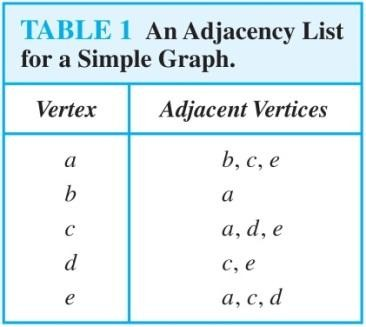 TABLE 1 An Adjacency List
for a Simple Graph.
Vertex Adjacent Vertices
a b, c, e
b a
c a, d, e
d c, e
e a, c, d